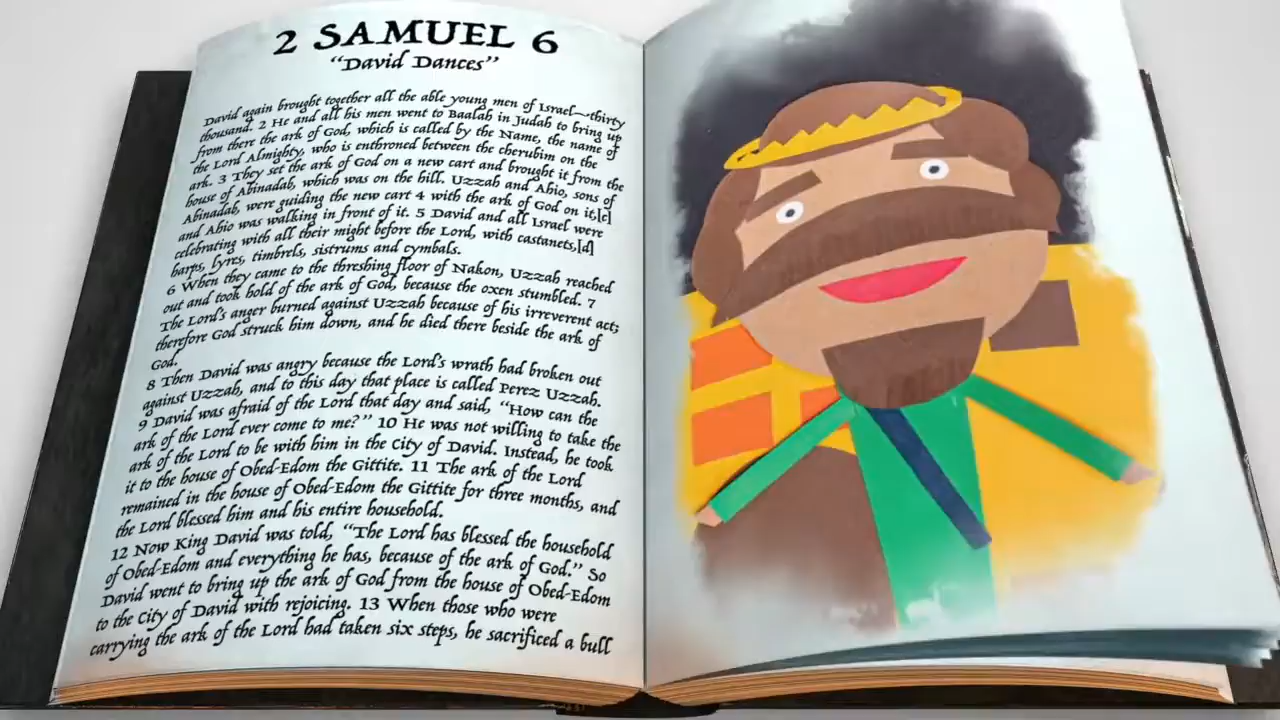 2 SAMUEL 6
"David Dances"
David again brought together all the able young men of Israel—thirty
thousand. 2 He and all his men went to Baalah in Judah to bring up
from there the ark of God, which is called by the Name, the name of
the Lord Almighty, who is enthroned between the cherubim on the
ark. 3 They set the ark of God on a new cart and brought it from the
house of Abinadab, which was on the hill. Uzzah and Ahio, sons of
Abinadab, were guiding the new cart 4 with the ark of God on it,[c]
and Ahio was walking in front of it. 5 David and all Israel were
celebrating with all their might before the Lord, with castanets,[d]
harps, lyres, timbrels, sistrums and cymbals.
6 When they came to the threshing floor of Nakon, Uzzah reached
out and took hold of the ark of God, because the oxen stumbled. 7
The Lord's anger burned against Uzzah because of his irreverent act;
therefore God struck him down, and he died there beside the ark of
God.
8 Then David was angry because the Lord's wrath had broken out
against Uzzah, and to this day that place is called Perez Uzzah.
9 David was afraid of the Lord that day and said, "How can the
ark of the Lord ever come to me?" 10 He was not willing to take the
ark of the Lord to be with him in the City of David. Instead, he took
it to the house of Obed-Edom the Gittite. 11 The ark of the Lord
remained in the house of Obed-Edom the Gittite for three months, and
the Lord blessed him and his entire household.
12 Now King David was told, "The Lord has blessed the household
of Obed-Edom and everything he has, because of the ark of God." So
David went to bring up the ark of God from the house of Obed-Edom
to the City of David with rejoicing. 13 When those who were
carrying the ark of the Lord had taken six steps, he sacrificed a bull